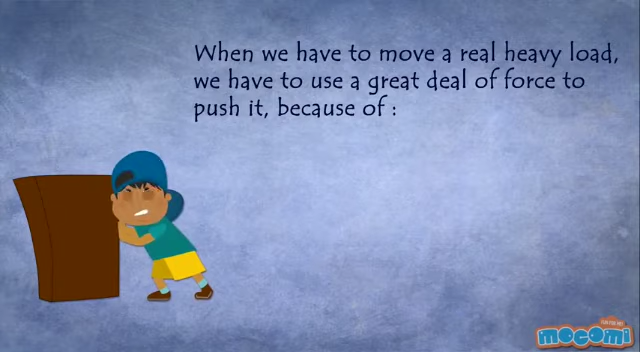 When we have to move a real heavy load,
we have to use a great deal of force to
push it, because of :
mocomi